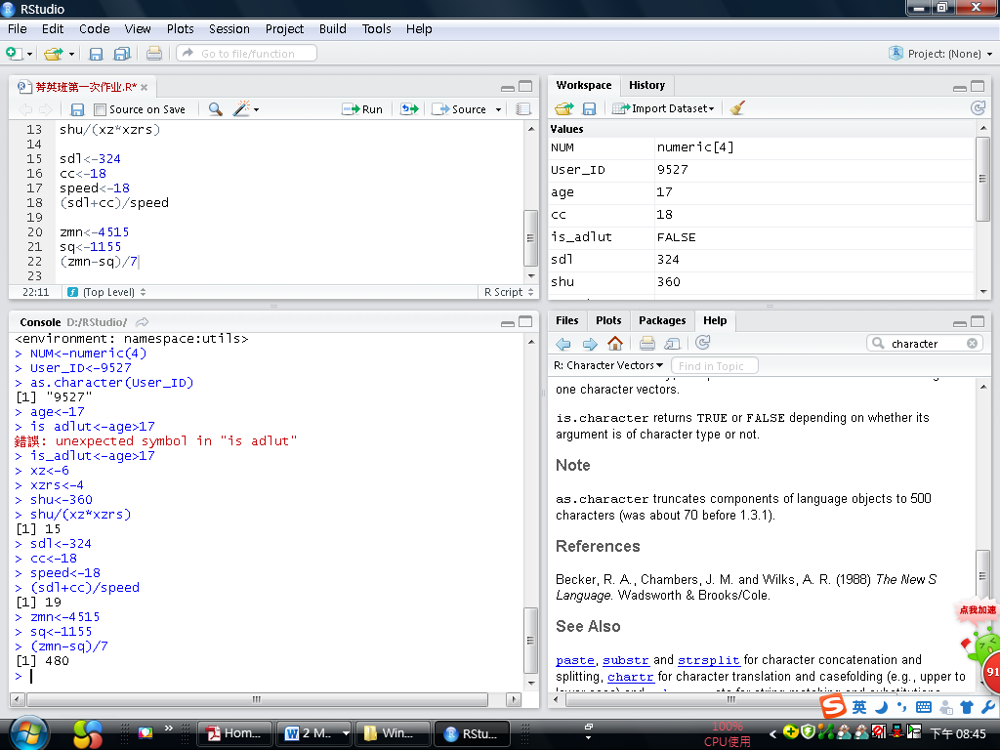 RStudio
File Edit Code View Plots Session Project Build Tools Help
Go to file/function
Project: (None)
菁英班第一次作业.R*
Source on Save Run Source
13 shu/(xz*xzrs)
14
15 sdl<-324
16 cc<-18
17 speed<-18
18 (sdl+cc)/speed
19
20 zmn<-4515
21 sq<-1155
22 (zmn-sq)/7
23
22:11 (Top Level) R Script
Console D:/RStudio/
<environment: namespace:utils>
> NUM<-numeric(4)
> User_ID<-9527
> as.character(User_ID)
[1] "9527"
> age<-17
> is adlut<-age>17
錯誤: unexpected symbol in "is adlut"
> is_adlut<-age>17
> xz<-6
> xzrs<-4
> shu<-360
> shu/(xz*xzrs)
[1] 15
> sdl<-324
> cc<-18
> speed<-18
> (sdl+cc)/speed
[1] 19
> zmn<-4515
> sq<-1155
> (zmn-sq)/7
[1] 480
>
Workspace History
Import Dataset
Values
NUM numeric[4]
User_ID 9527
age 17
cc 18
is_adlut FALSE
sdl 324
shu 360
Files Plots Packages Help
character
R: Character Vectors Find in Topic
one character vectors.
is.character returns TRUE or FALSE depending on whether its
argument is of character type or not.
Note
as.character truncates components of language objects to 500
characters (was about 70 before 1.3.1).
References
Becker, R. A., Chambers, J. M. and Wilks, A. R. (1988) The New S
Language. Wadsworth & Brooks/Cole.
See Also
paste, substr and strsplit for character concatenation and
splitting, chartr for character translation and casefolding (e.g., upper to
点我加速
91
英
Hom...
2 M...
Win...
RStu...
100%
CPU使用
下午 08:45